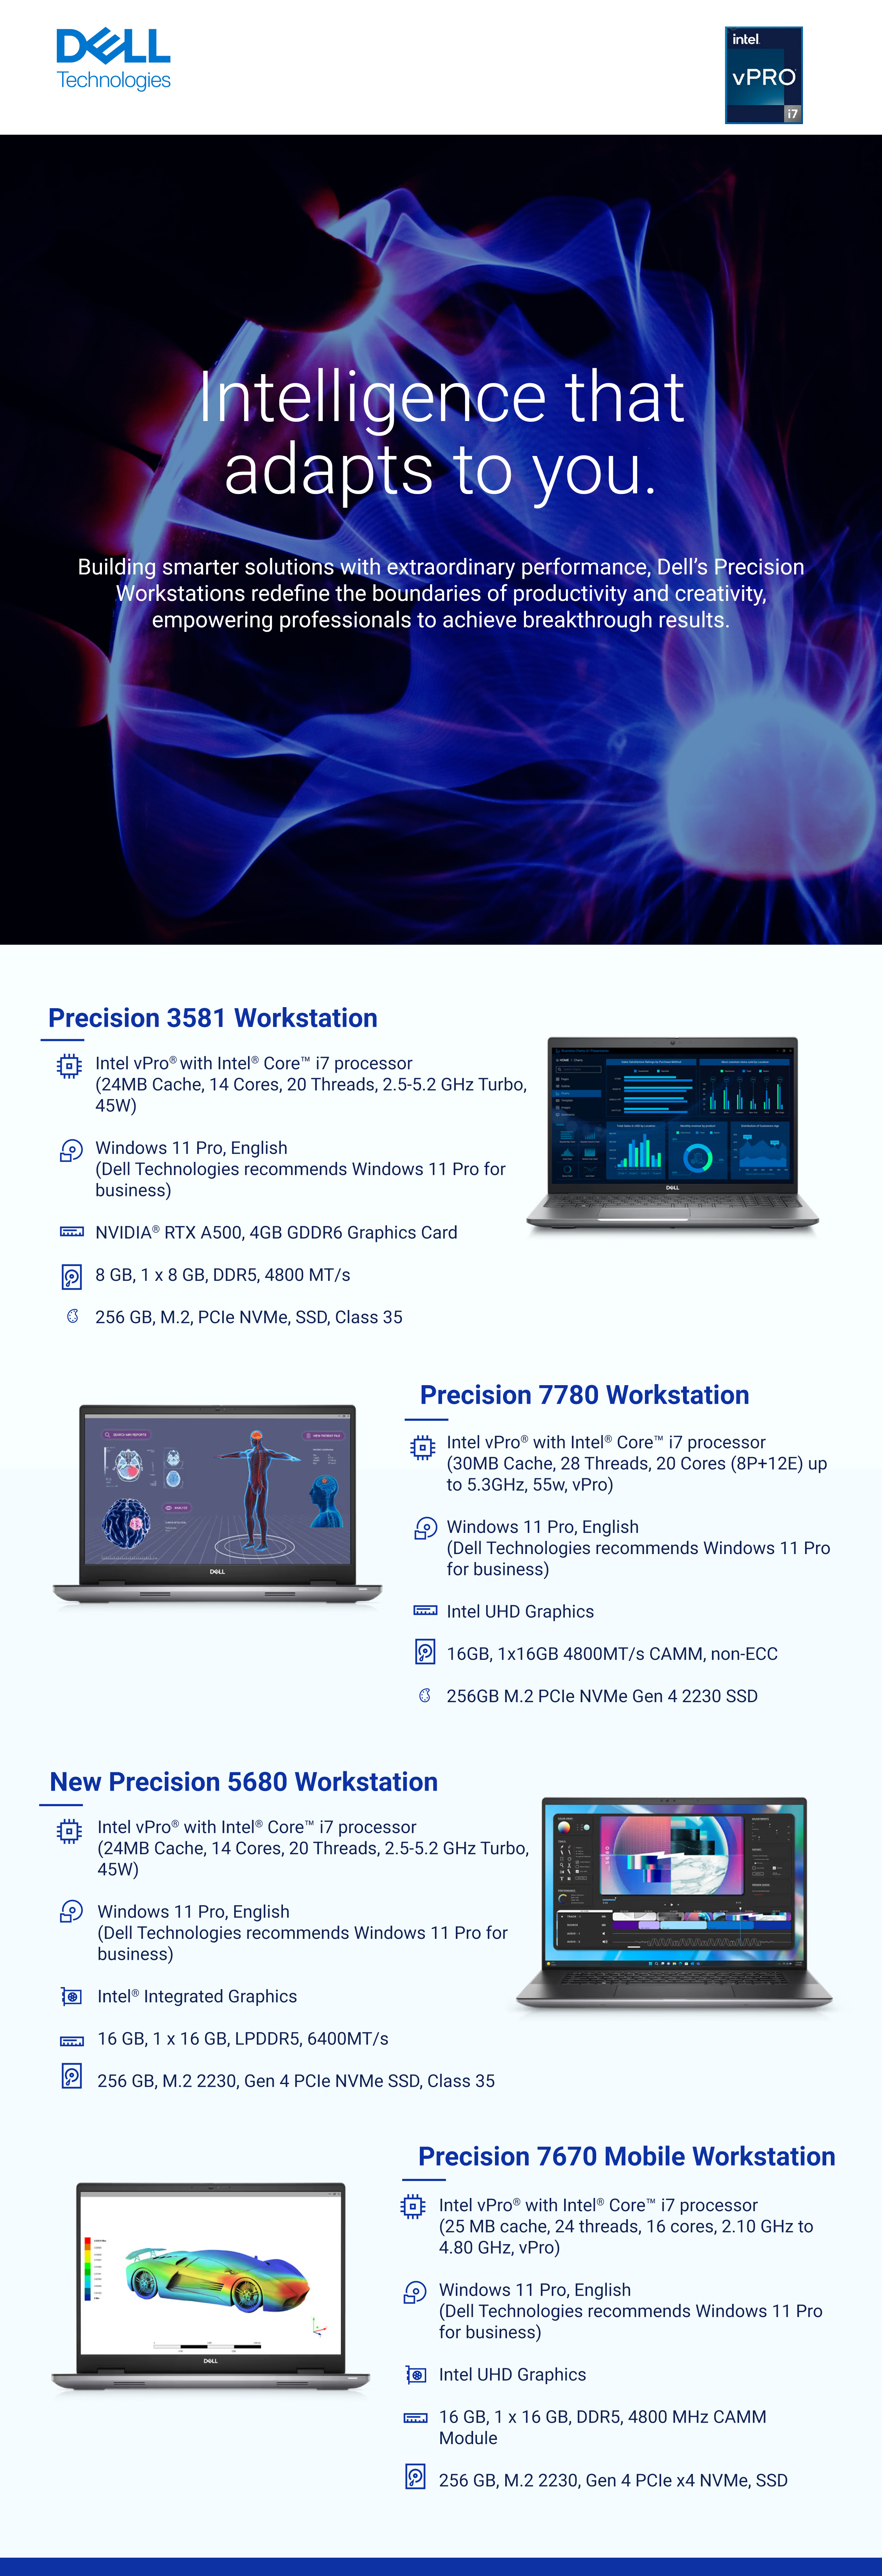 DELL
Technologies
intel.
vPRO
i7
Intelligence that
adapts to you.
Building smarter solutions with extraordinary performance, Dell’s Precision
Workstations redefine the boundaries of productivity and creativity,
empowering professionals to achieve breakthrough results.
Precision 3581 Workstation
Intel vPro® with Intel® Core™ i7 processor
(24MB Cache, 14 Cores, 20 Threads, 2.5-5.2 GHz Turbo,
45W)
Windows 11 Pro, English
(Dell Technologies recommends Windows 11 Pro for
business)
NVIDIA® RTX A500, 4GB GDDR6 Graphics Card
8 GB, 1 x 8 GB, DDR5, 4800 MT/s
256 GB, M.2, PCIe NVMe, SSD, Class 35
DELL
Precision 7780 Workstation
Intel vPro® with Intel® Core™ i7 processor
(30MB Cache, 28 Threads, 20 Cores (8P+12E) up
to 5.3GHz, 55w, vPro)
Windows 11 Pro, English
(Dell Technologies recommends Windows 11 Pro
for business)
Intel UHD Graphics
16GB, 1x16GB 4800MT/s CAMM, non-ECC
256GB M.2 PCIe NVMe Gen 4 2230 SSD
DELL
New Precision 5680 Workstation
Intel vPro® with Intel® Core™ i7 processor
(24MB Cache, 14 Cores, 20 Threads, 2.5-5.2 GHz Turbo,
45W)
Windows 11 Pro, English
(Dell Technologies recommends Windows 11 Pro for
business)
Intel® Integrated Graphics
16 GB, 1 x 16 GB, LPDDR5, 6400MT/s
256 GB, M.2 2230, Gen 4 PCIe NVMe SSD, Class 35
Precision 7670 Mobile Workstation
Intel vPro® with Intel® Core™ i7 processor
(25 MB cache, 24 threads, 16 cores, 2.10 GHz to
4.80 GHz, vPro)
Windows 11 Pro, English
(Dell Technologies recommends Windows 11 Pro
for business)
Intel UHD Graphics
16 GB, 1 x 16 GB, DDR5, 4800 MHz CAMM
Module
256 GB, M.2 2230, Gen 4 PCIe x4 NVMe, SSD
DELL